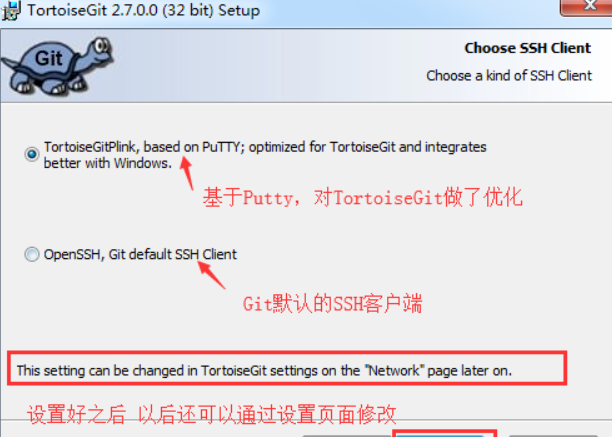 TortoiseGit 2.7.0.0 (32 bit) Setup
Git
Choose SSH Client
Choose a kind of SSH Client
TortoiseGitPlink, based on PuTTY; optimized for TortoiseGit and integrates
better with Windows.
基于Putty，对TortoiseGit做了优化
OpenSSH, Git default SSH Client
Git默认的SSH客户端
This setting can be changed in TortoiseGit settings on the "Network" page later on.
设置好之后 以后还可以通过设置页面修改